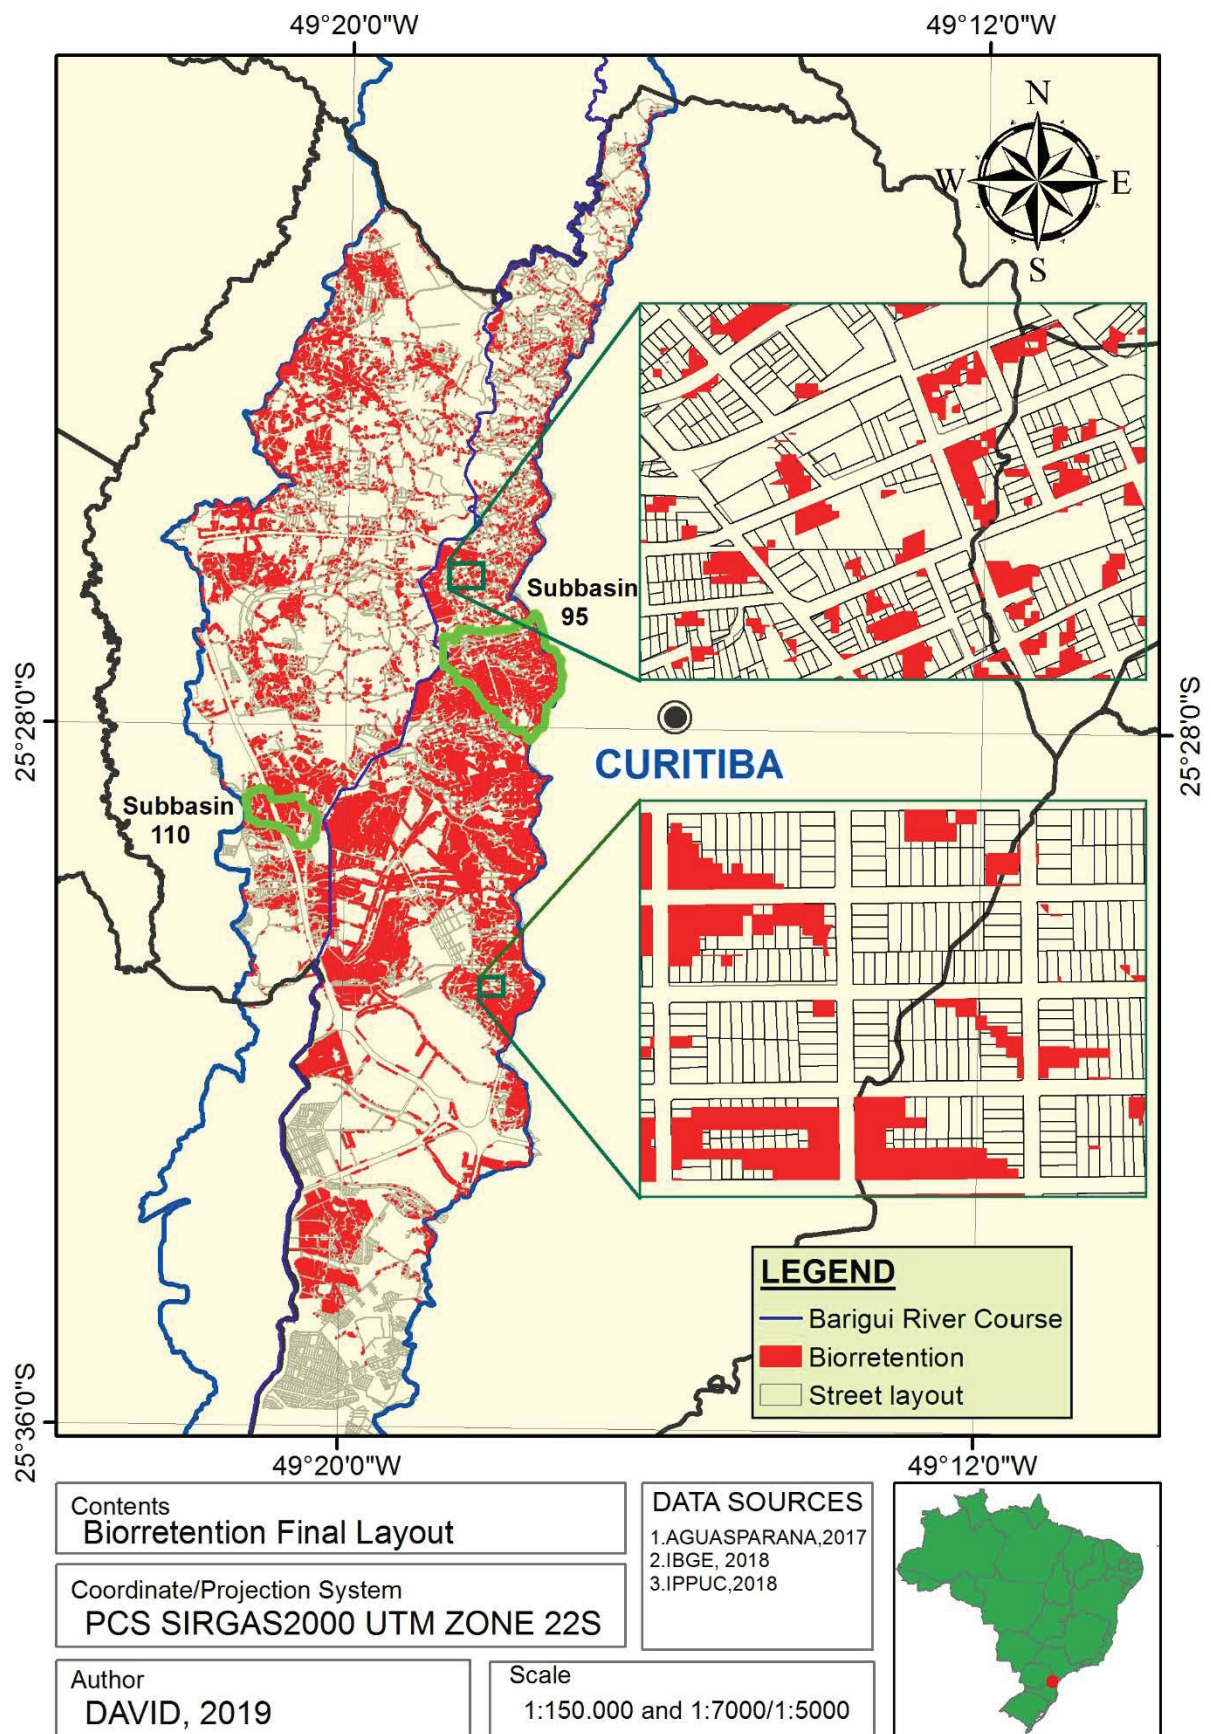 49°20'0"W
49°12'0"W
N
W
E
S
Subbasin
95
25°28'0"S
25°28'0"S
CURITIBA
Subbasin
110
LEGEND
Barigui River Course
Biorretention
Street layout
25°36'0"S
49°20'0"W
49°12'0"W
Contents
Biorretention Final Layout
DATA SOURCES
1.AGUASPARANA,2017
2.IBGE, 2018
3.IPPUC,2018
Coordinate/Projection System
PCS SIRGAS2000 UTM ZONE 22S
Author
DAVID, 2019
Scale
1:150.000 and 1:7000/1:5000